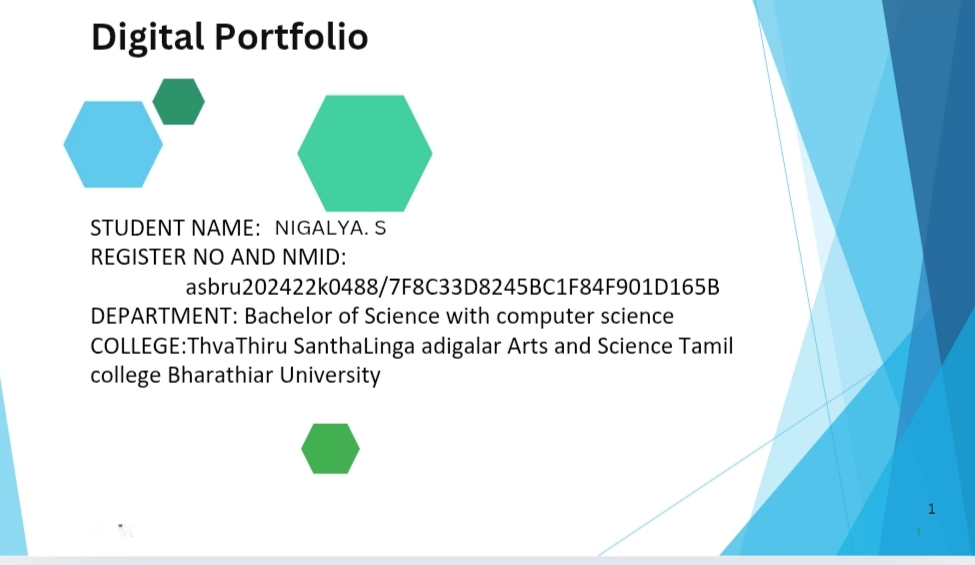 Digital Portfolio
STUDENT NAME: NIGALYA. S
REGISTER NO AND NMID:
asbru202422k0488/7F8C33D8245BC1F84F901D165B
DEPARTMENT: Bachelor of Science with computer science
COLLEGE:ThvaThiru SanthaLinga adigalar Arts and Science Tamil
college Bharathiar University
1